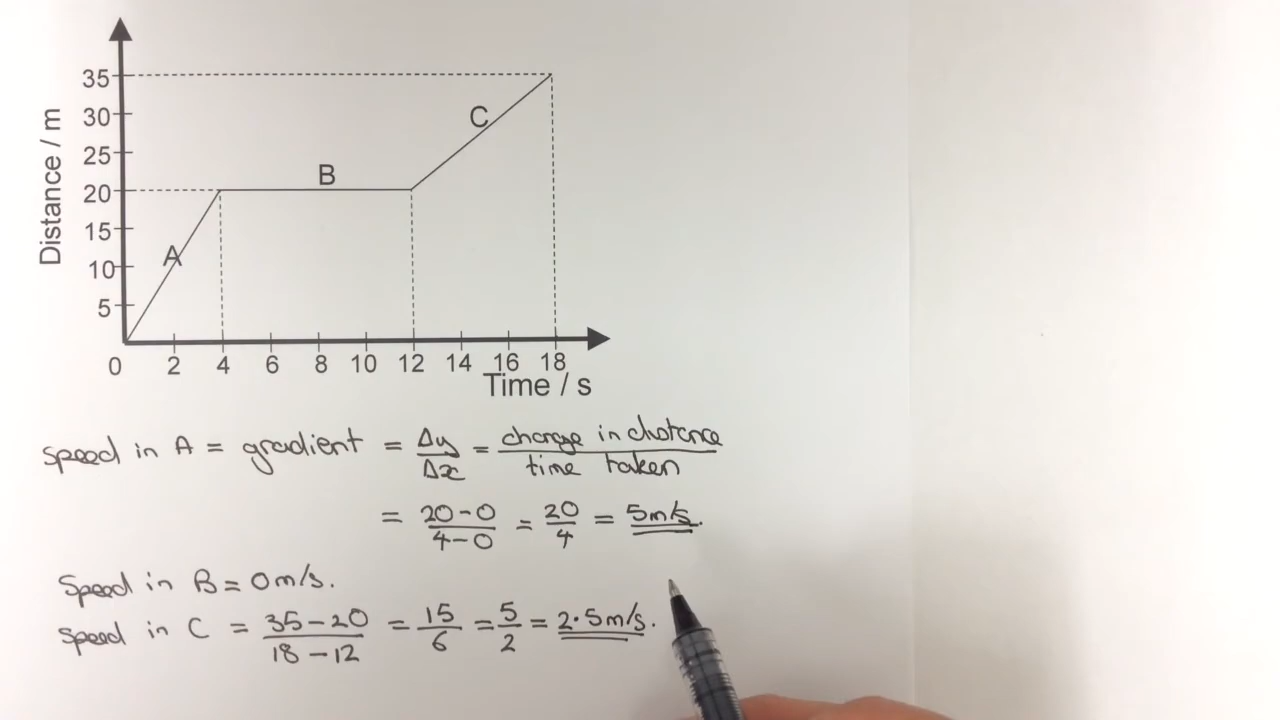 35
30
25
20
15
10
5
Distance / m
A
B
C
0 2 4 6 8 10 12 14 16 18
Time / s
Speed in A = gradient = Δy/Δx = change in distance/time taken
= 20-0/4-0 = 20/4 = 5m/s.
Speed in B = 0m/s.
Speed in C = 35-20/18-12 = 15/6 = 5/2 = 2·5m/s.